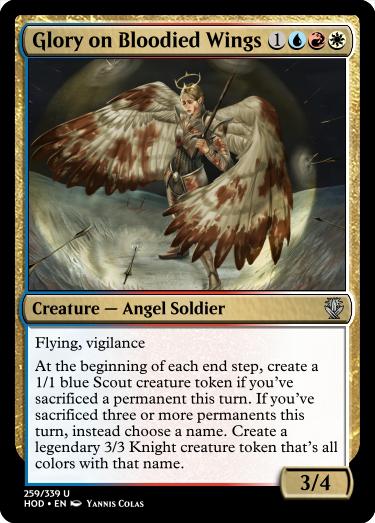 Glory on Bloodied Wings 1
Creature — Angel Soldier
Flying, vigilance
At the beginning of each end step, create a
1/1 blue Scout creature token if you've
sacrificed a permanent this turn. If you've
sacrificed three or more permanents this
turn, instead choose a name. Create a
legendary 3/3 Knight creature token that's all
colors with that name.
3/4
259/339 U
HOD • EN Yannis Colas